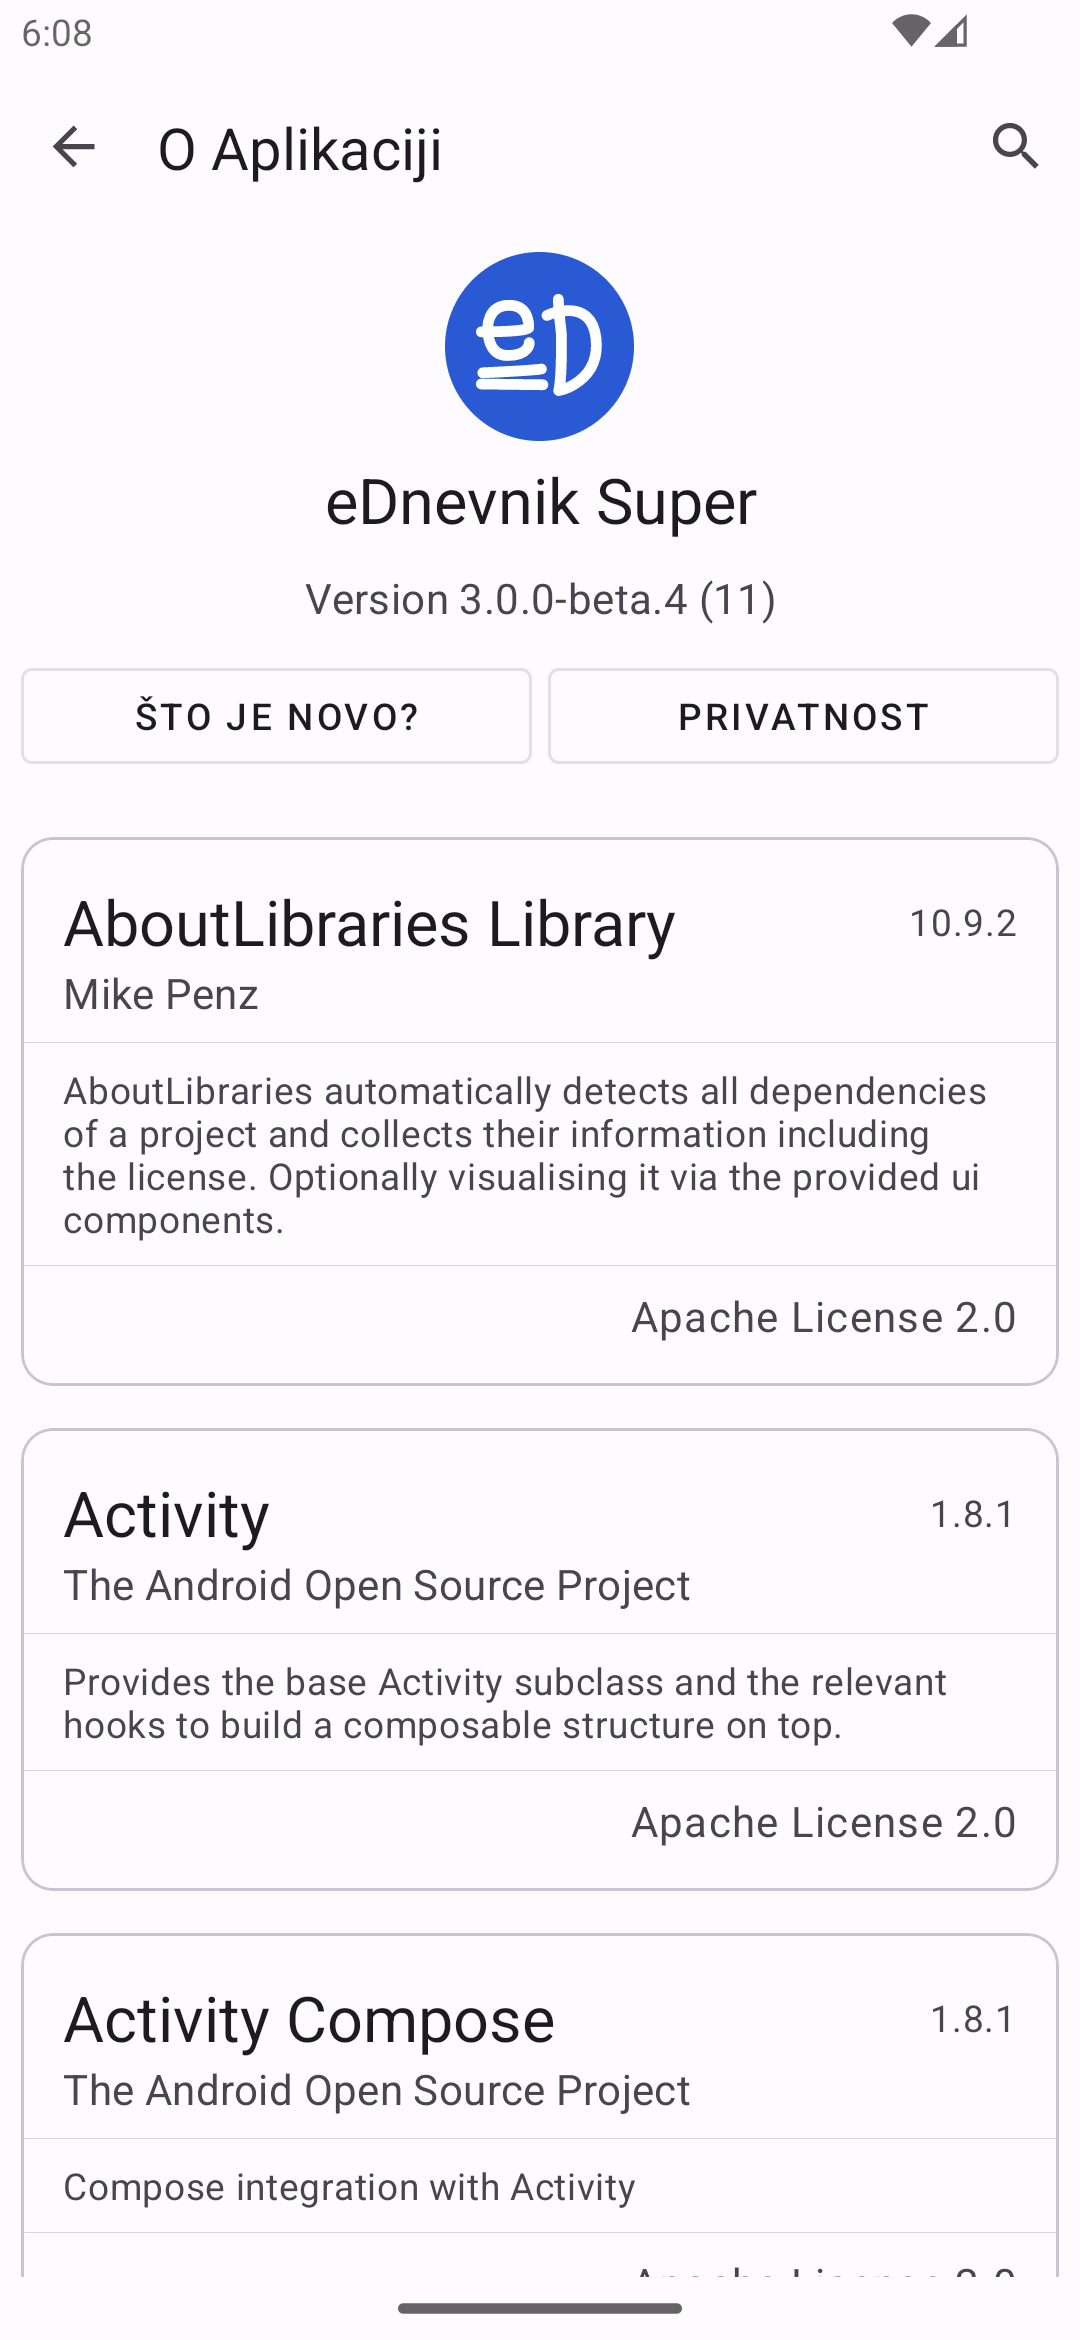 6:08
O Aplikaciji
eD
eDnevnik Super
Version 3.0.0-beta.4 (11)
ŠTO JE NOVO?
PRIVATNOST
AboutLibraries Library
10.9.2
Mike Penz
AboutLibraries automatically detects all dependencies
of a project and collects their information including
the license. Optionally visualising it via the provided ui
components.
Apache License 2.0
Activity
1.8.1
The Android Open Source Project
Provides the base Activity subclass and the relevant
hooks to build a composable structure on top.
Apache License 2.0
Activity Compose
1.8.1
The Android Open Source Project
Compose integration with Activity
Apache License 2.0